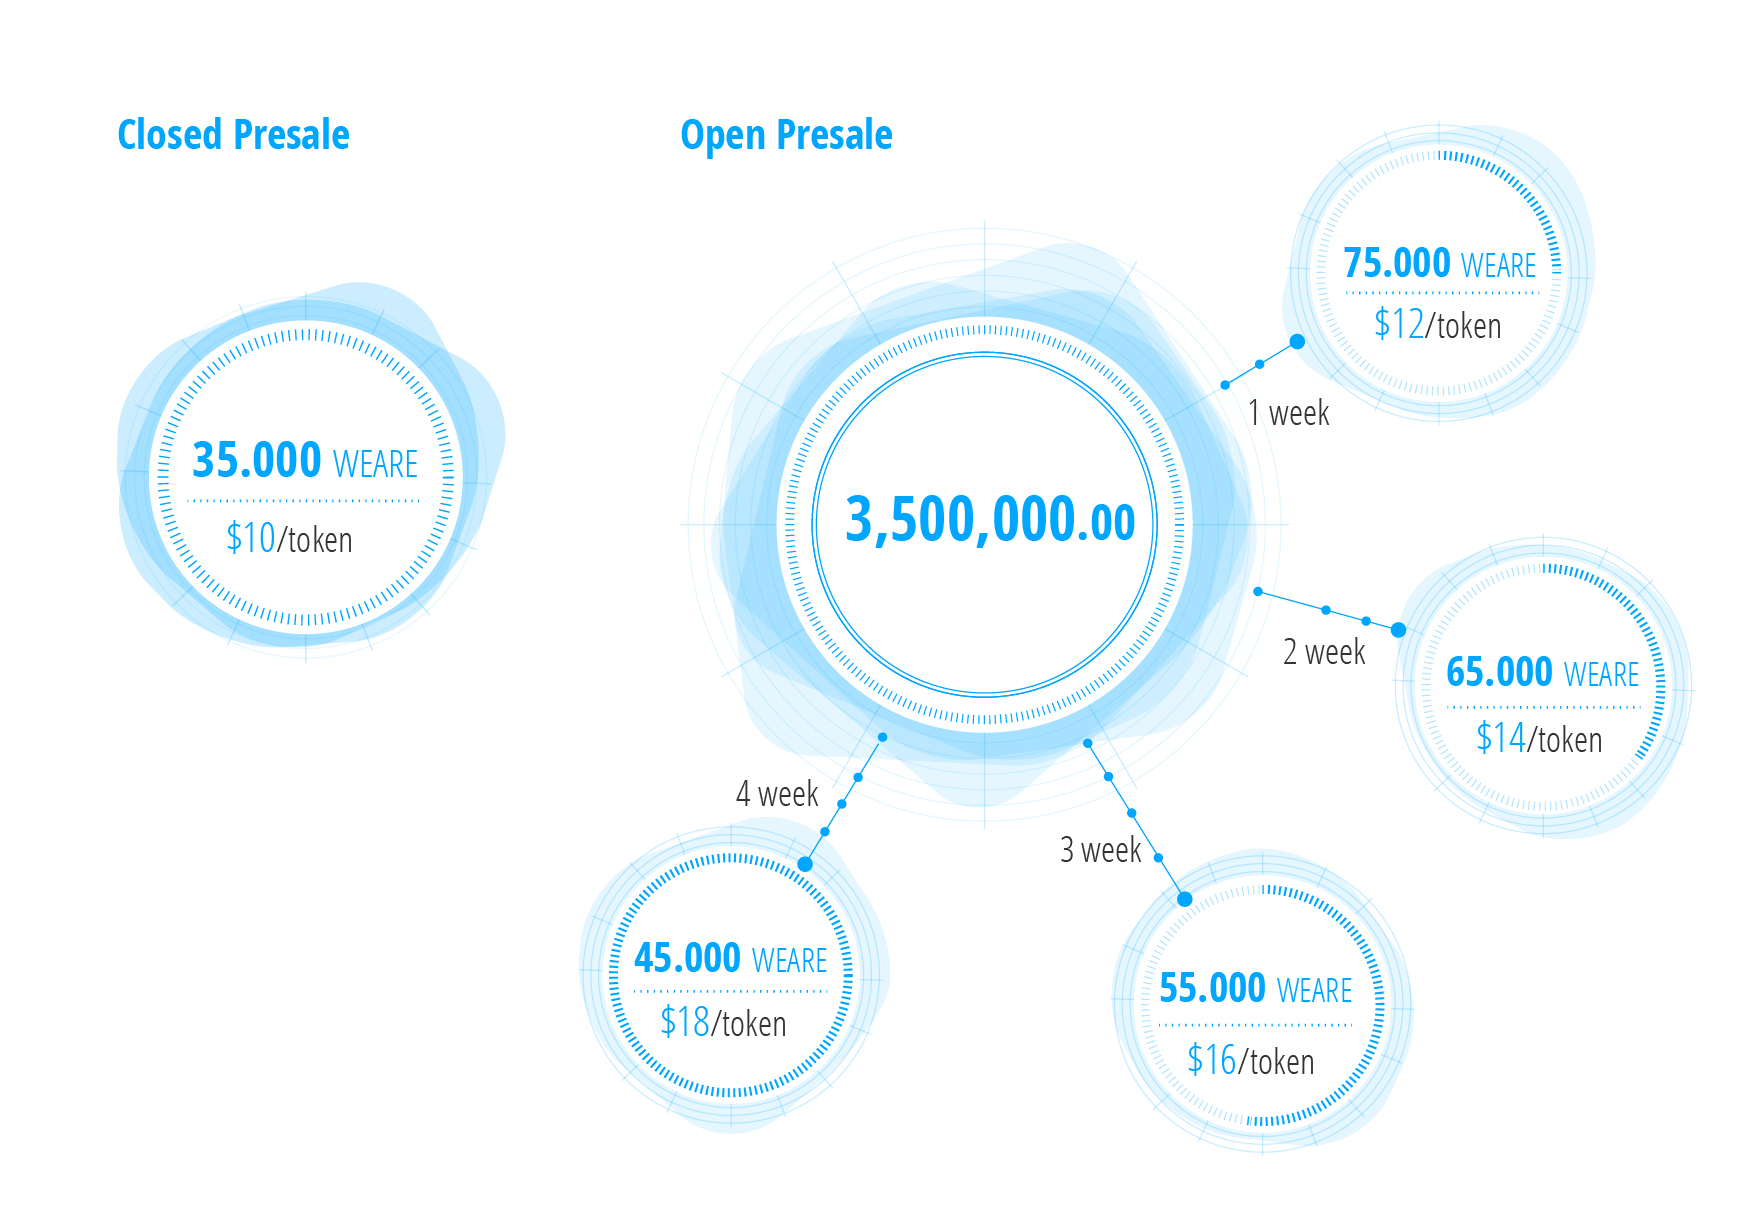 Closed Presale
35.000 WEARE
$10/token
Open Presale
3,500,000.00
1 week
75.000 WEARE
$12/token
2 week
65.000 WEARE
$14/token
3 week
55.000 WEARE
$16/token
4 week
45.000 WEARE
$18/token